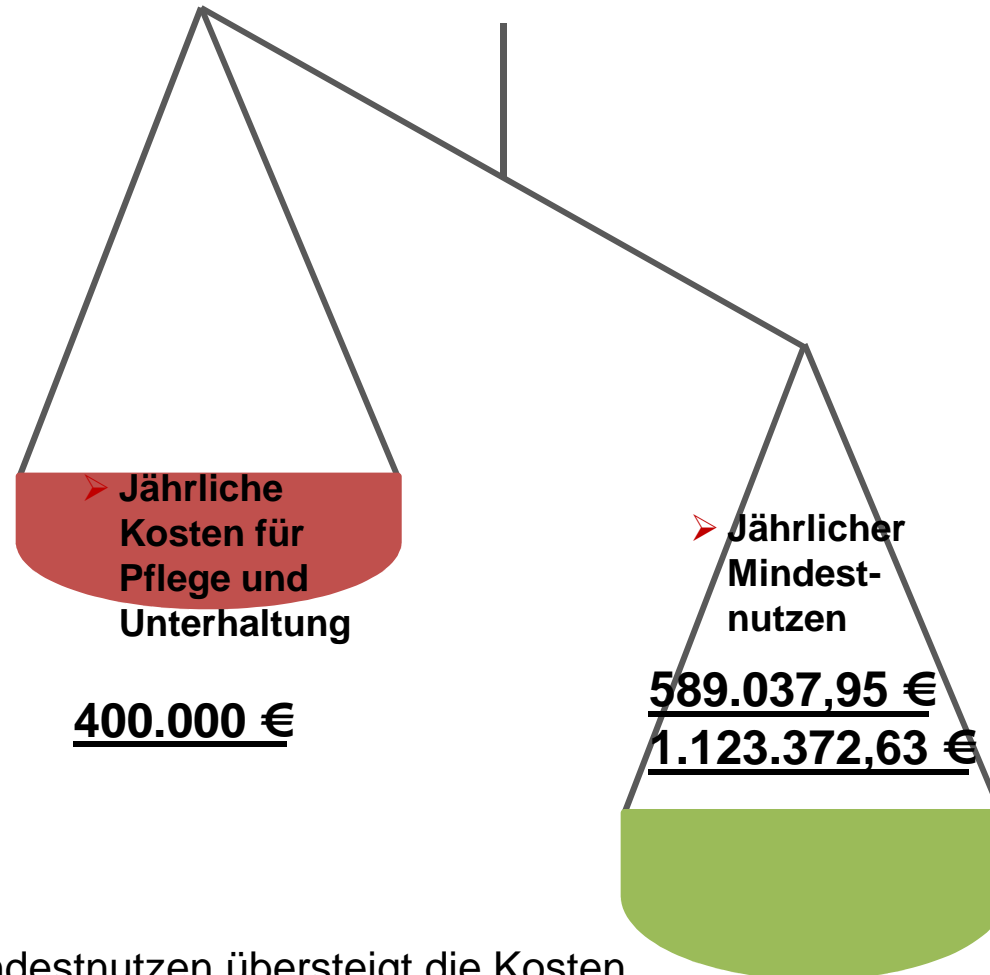 Jährliche
Kosten für
Pflege und
Unterhaltung
400.000 €
Jährlicher
Mindest-
nutzen
589.037,95 €
1.123.372,63 €
übersteigt die Kosten